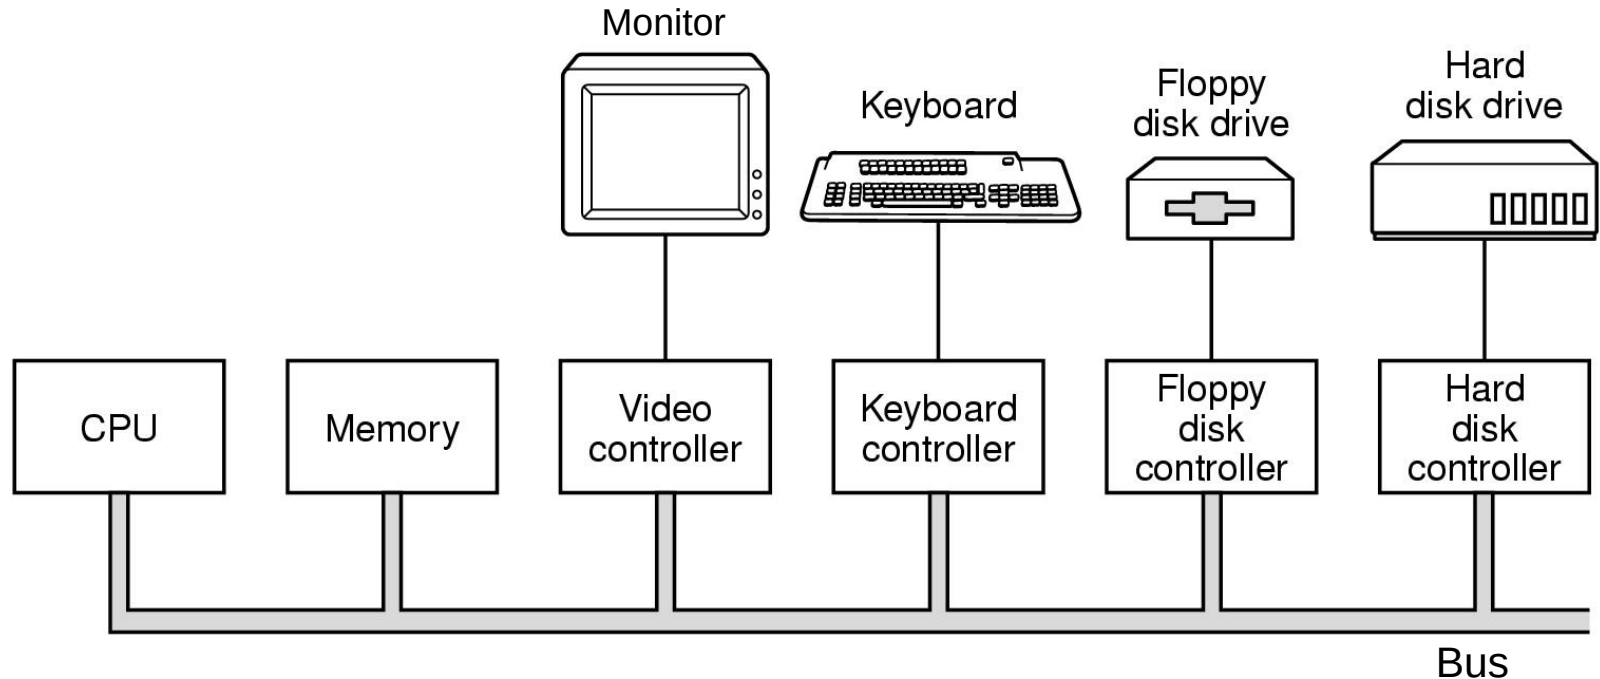 Monitor
Keyboard
Floppy
disk drive
Hard
disk drive
CPU
Memory
Video
controller
Keyboard
controller
Floppy
disk
controller
Hard
disk
controller
Bus